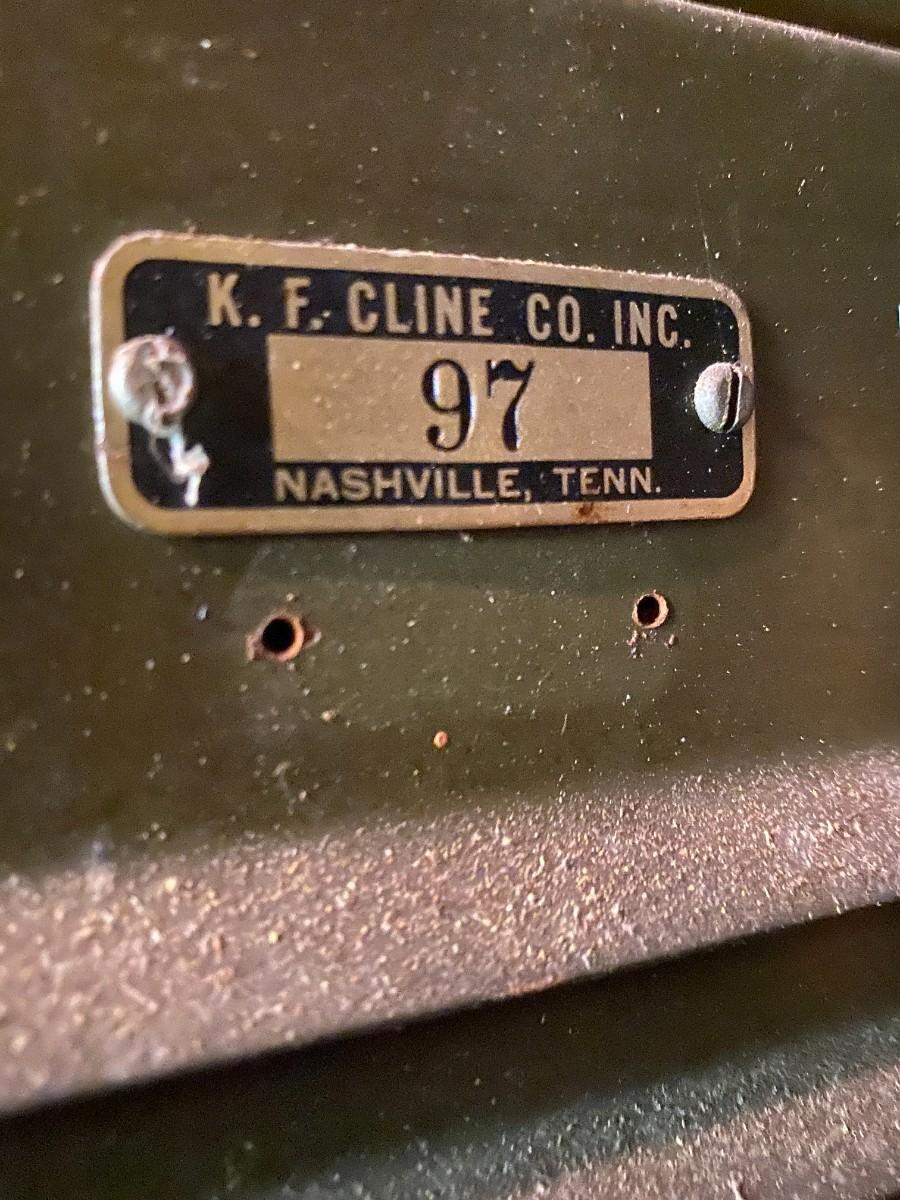 K. F. CLINE CO. INC.
97
NASHVILLE, TENN.